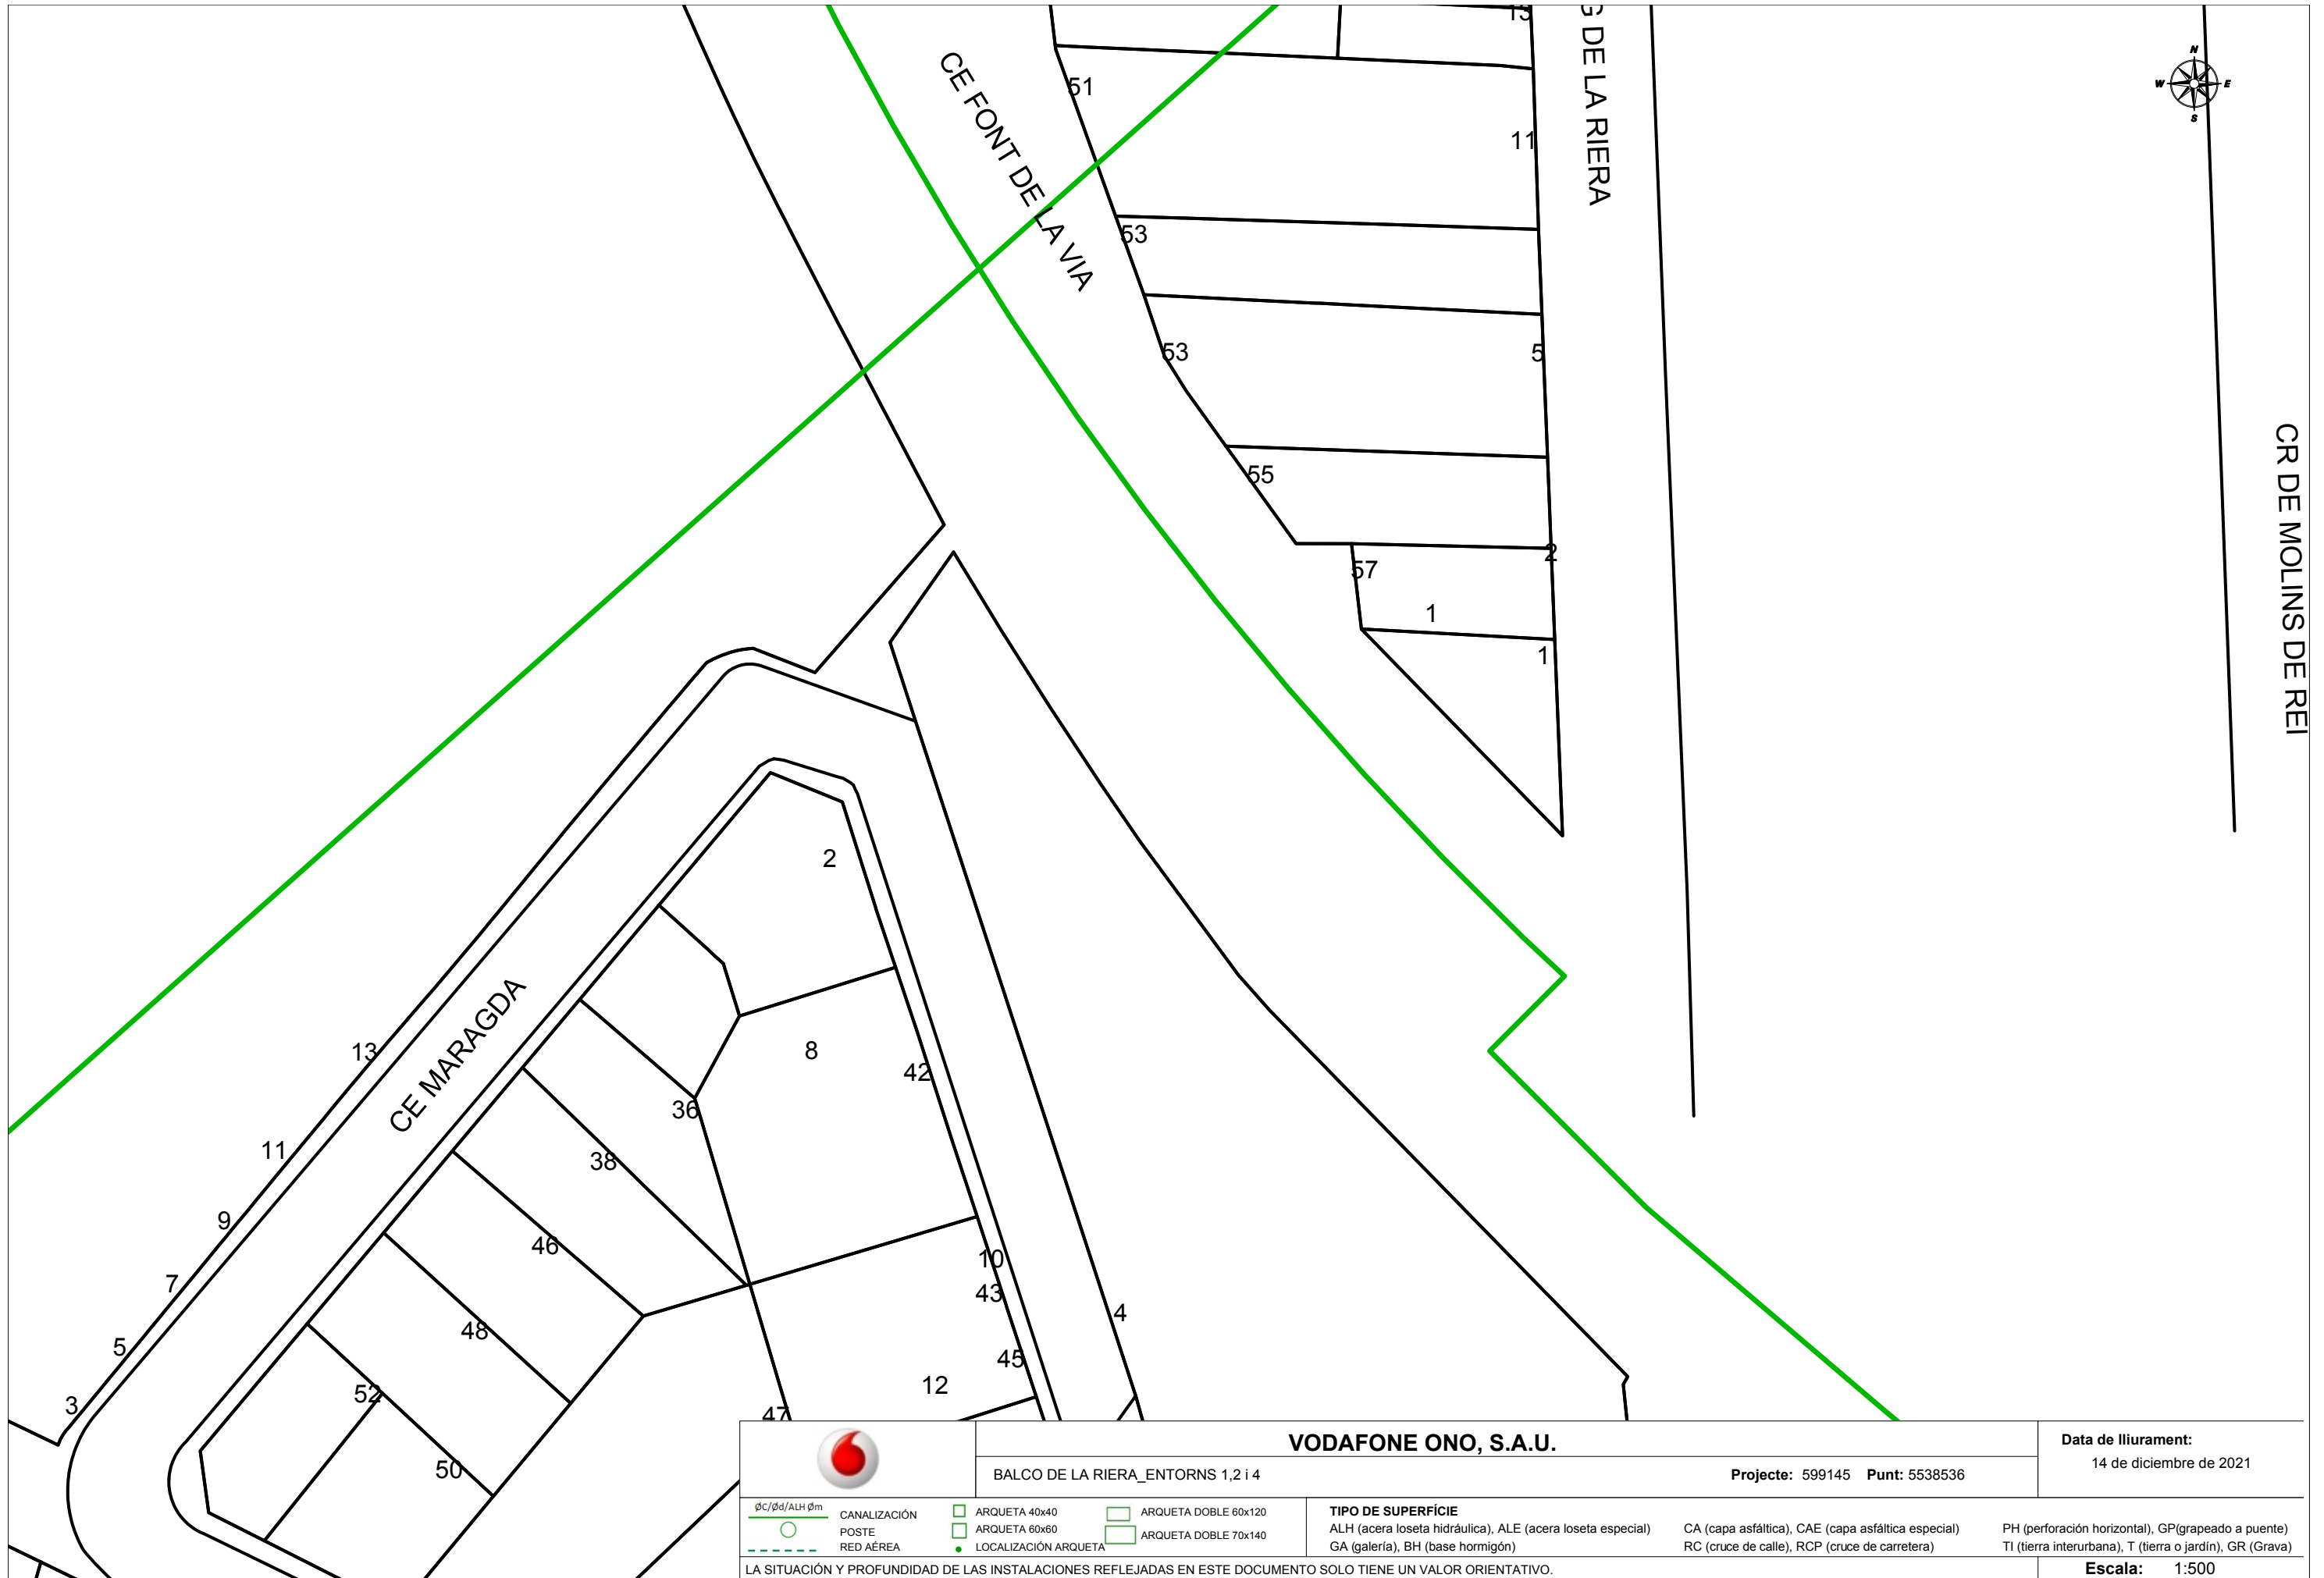 15
G DE LA RIERA
CE FONT DE LA VIA
N
W E
S
51
11
53
53
5
55
2
57
1
1
CR DE MOLINS DE REI
2
8
42
13
CE MARAGDA
36
11
38
9
46
10
7
43
4
48
5
45
52
12
3
47
50
VODAFONE ONO, S.A.U.
Data de lliurament:
14 de diciembre de 2021
BALCO DE LA RIERA_ENTORNS 1,2 i 4
Projecte: 599145 Punt: 5538536
ØC/Ød/ALH Øm
CANALIZACIÓN
POSTE
RED AÉREA
ARQUETA 40x40
ARQUETA 60x60
LOCALIZACIÓN ARQUETA
ARQUETA DOBLE 60x120
ARQUETA DOBLE 70x140
TIPO DE SUPERFÍCIE
ALH (acera loseta hidráulica), ALE (acera loseta especial)
GA (galería), BH (base hormigón)
CA (capa asfáltica), CAE (capa asfáltica especial)
RC (cruce de calle), RCP (cruce de carretera)
PH (perforación horizontal), GP(grapeado a puente)
TI (tierra interurbana), T (tierra o jardín), GR (Grava)
LA SITUACIÓN Y PROFUNDIDAD DE LAS INSTALACIONES REFLEJADAS EN ESTE DOCUMENTO SOLO TIENE UN VALOR ORIENTATIVO.
Escala: 1:500